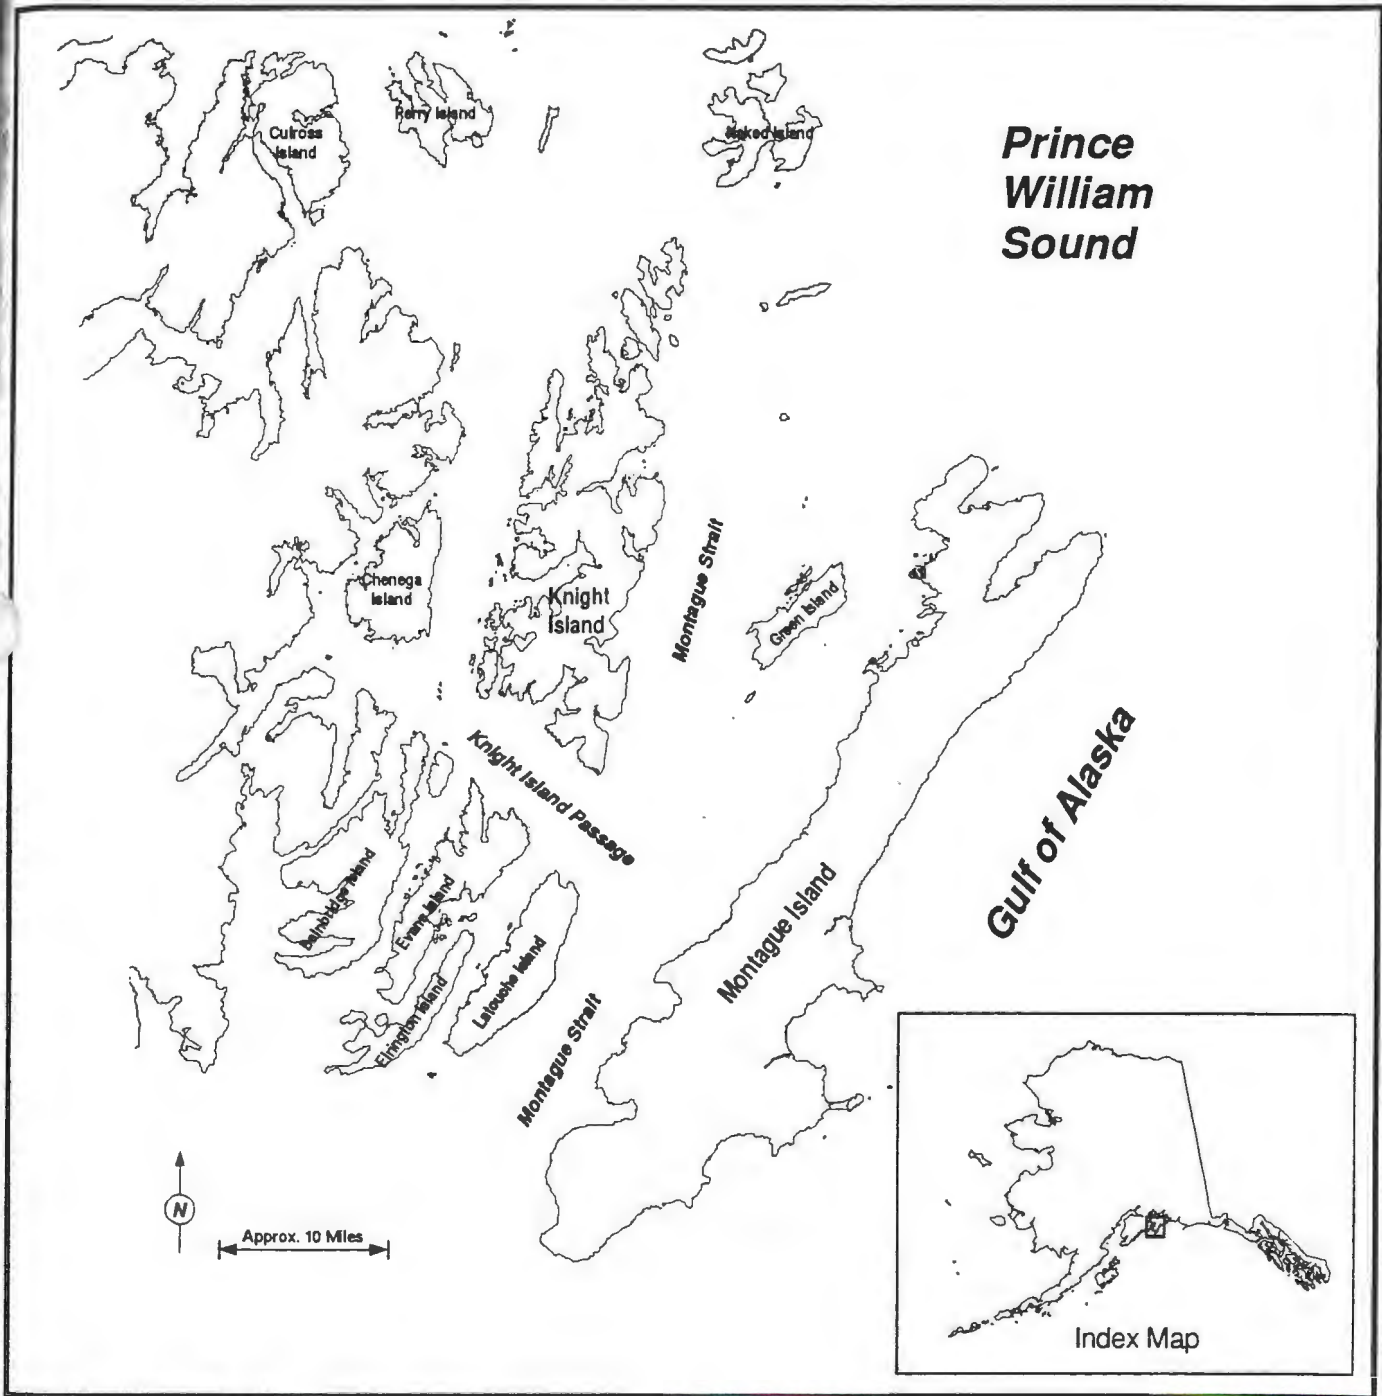 Prince
William
Sound
Culross
Island
Perry Island
Naked Island
Chenega
Island
Knight
Island
Montague Strait
Green Island
Knight Island Passage
Gulf of Alaska
Bainbridge Island
Evans Island
Montague Island
Latouche Island
Elrington Island
Montague Strait
N
Approx. 10 Miles
Index Map